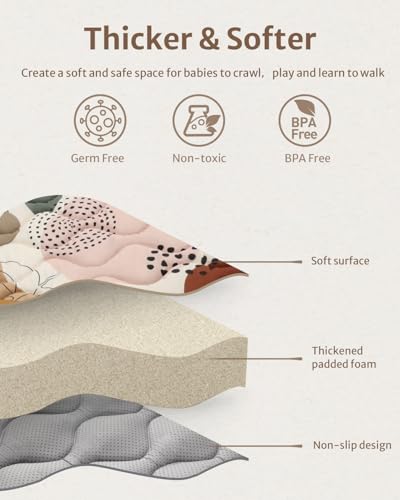 Thicker & Softer
Create a soft and safe space for babies to crawl, play and learn to walk
BPA
Free
Germ Free
Non-toxic
BPA Free
Soft surface
Thickened
padded foam
Non-slip design